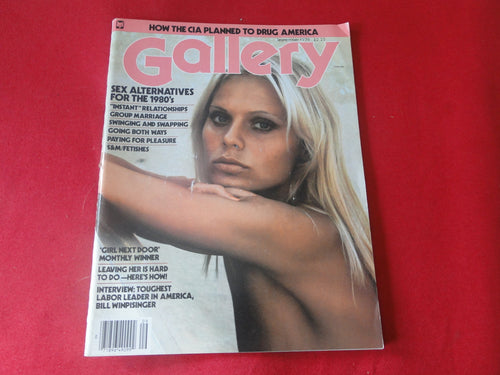 HOW THE CIA PLANNED TO DRUG AMERICA
Gallery
SEX ALTERNATIVES
FOR THE 1980's
"INSTANT" RELATIONSHIPS
GROUP MARRIAGE
SWINGING AND SWAPPING
GOING BOTH WAYS
PAYING FOR PLEASURE
S&M/FETISHES
"GIRL NEXT DOOR"
MONTHLY WINNER
LEAVING HER IS HARD
TO DO—HERE'S HOW!
INTERVIEW: TOUGHEST
LABOR LEADER IN AMERICA,
BILL WINPISINGER
09